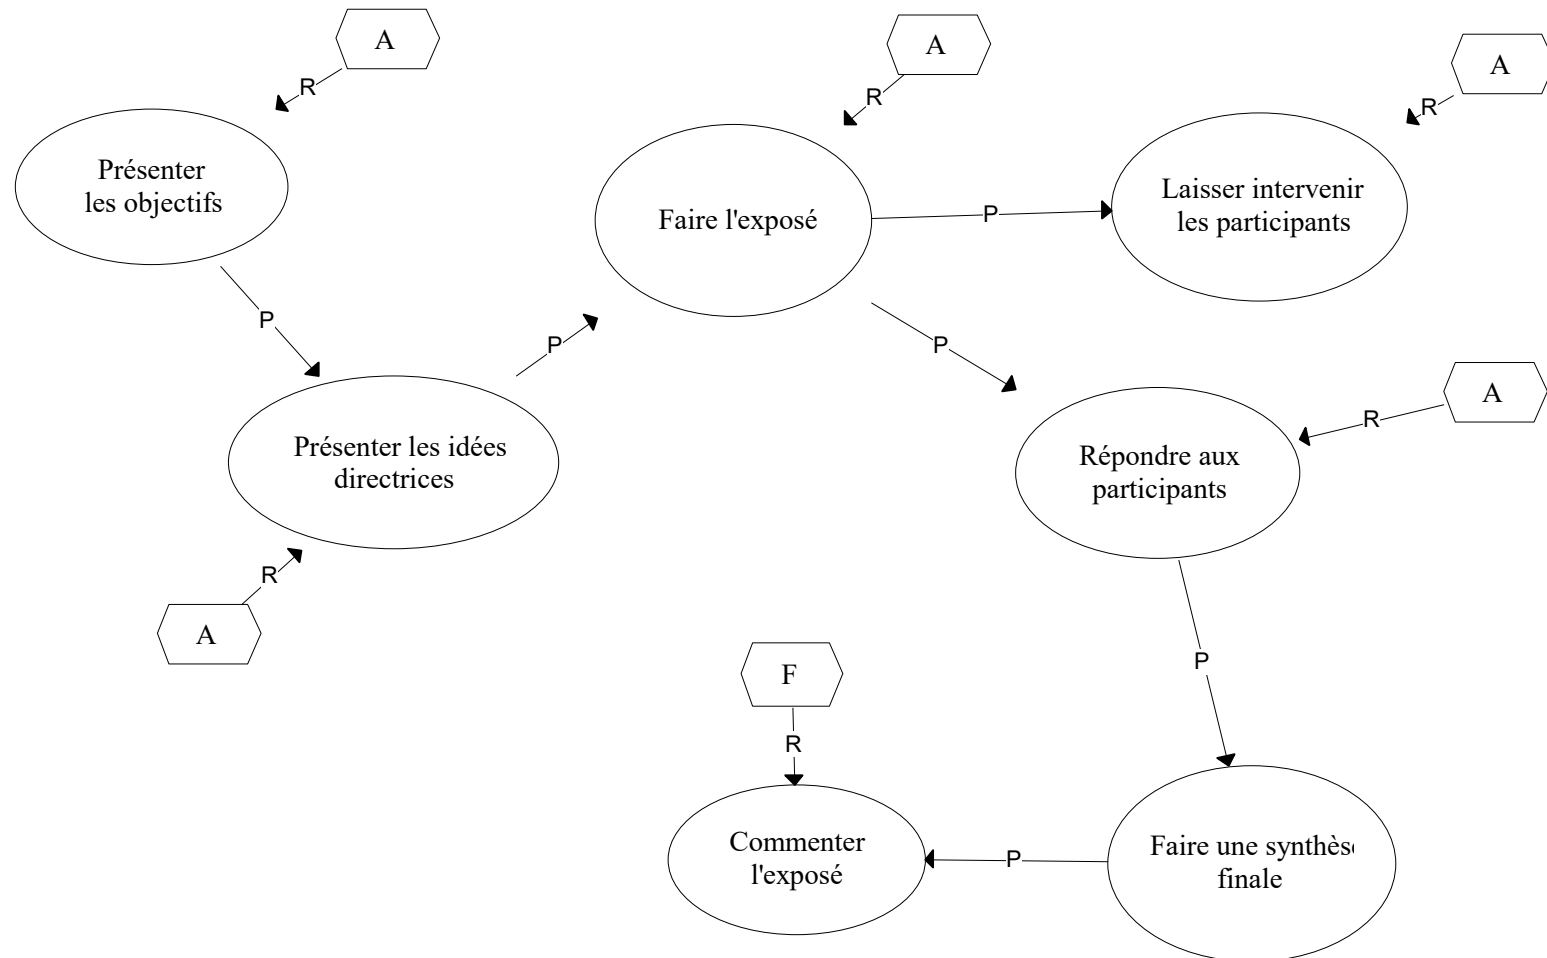 A
R
Présenter
les objectifs
A
R
Faire l'exposé
A
R
Laisser intervenir
les participants
P
P
P
P
Présenter les idées
directrices
R
A
A
R
Répondre aux
participants
P
F
R
Commenter
l'exposé
P
Faire une synthès
finale